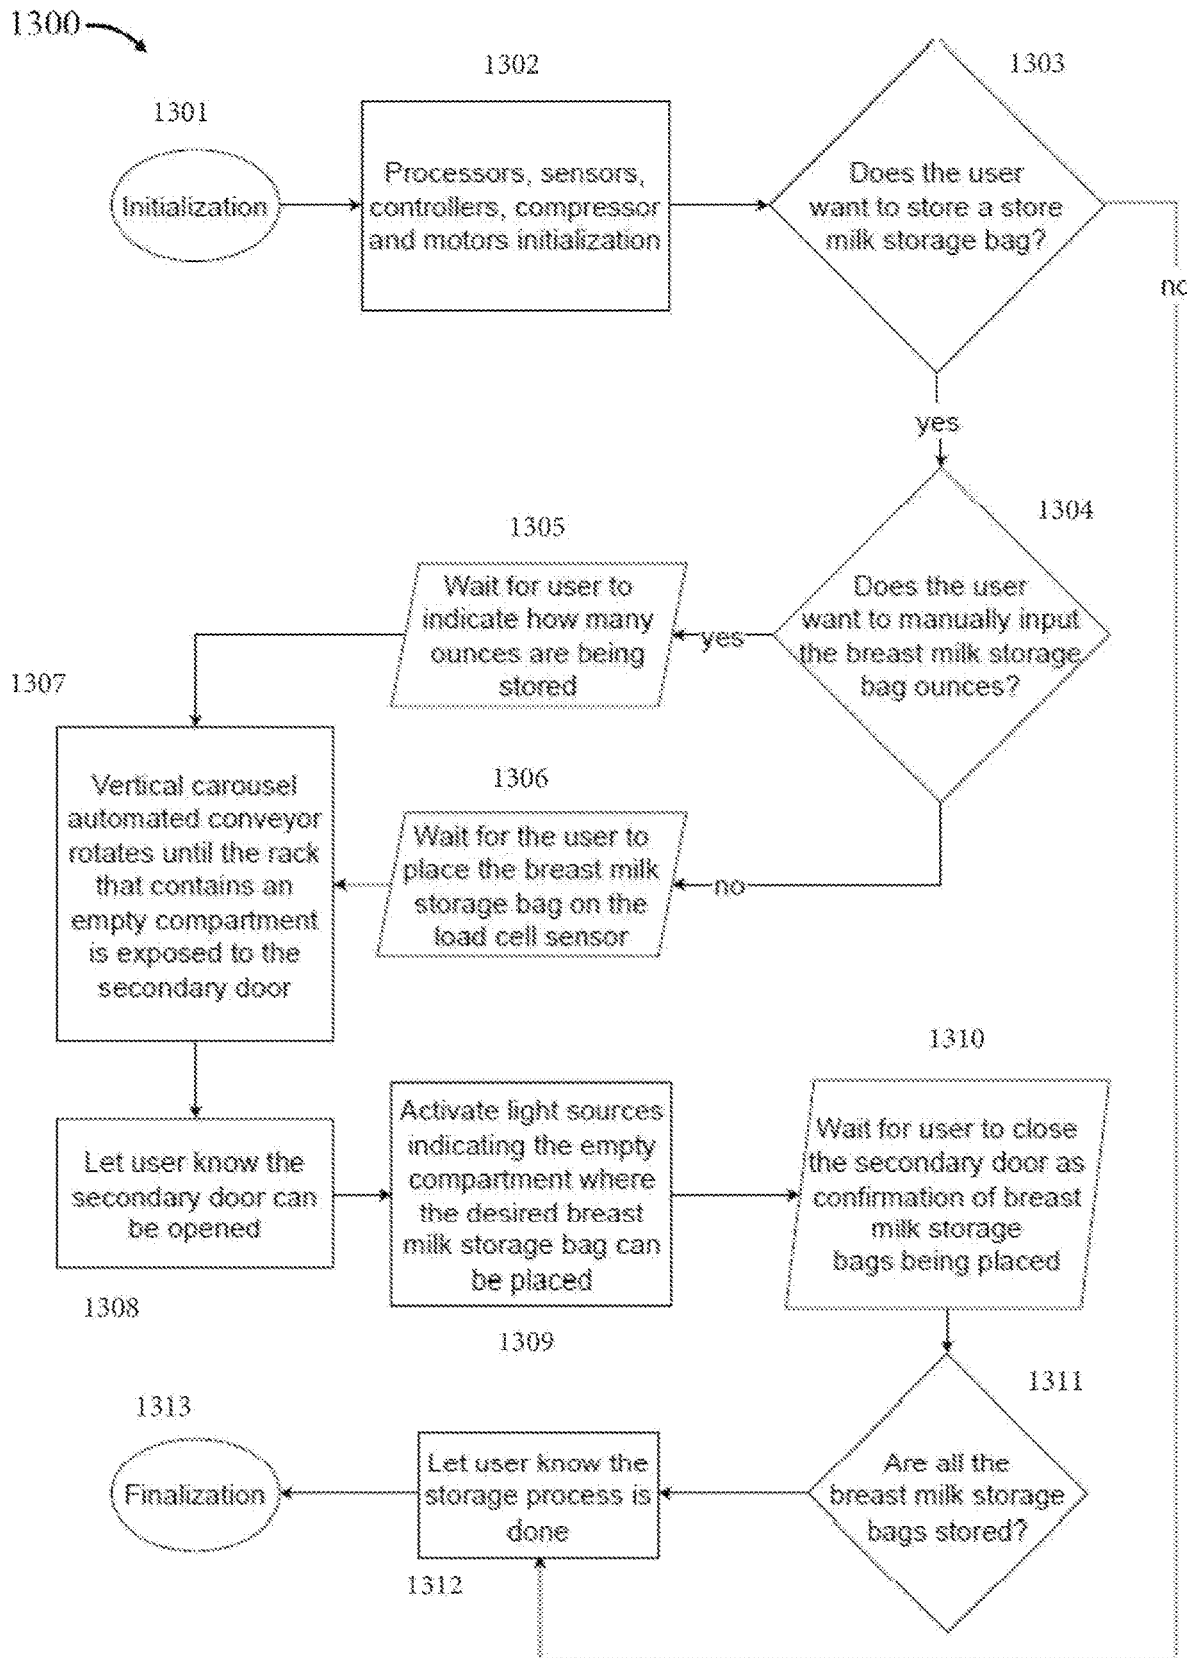 1300
1301
Initialization
1302
Processors, sensors,
controllers, compressor
and motors initialization
1303
Does the user
want to store a store
milk storage bag?
no
yes
1304
Does the user
want to manually input
the breast milk storage
bag ounces?
yes
1305
Wait for user to
indicate how many
ounces are being
stored
no
1306
Wait for the user to
place the breast milk
storage bag on the
load cell sensor
1307
Vertical carousel
automated conveyor
rotates until the rack
that contains an
empty compartment
is exposed to the
secondary door
Let user know the
secondary door can
be opened
1308
Activate light sources
indicating the empty
compartment where
the desired breast
milk storage bag can
be placed
1309
1310
Wait for user to close
the secondary door as
confirmation of breast
milk storage
bags being placed
1311
Are all the
breast milk storage
bags stored?
Let user know the
storage process is
done
1312
1313
Finalization